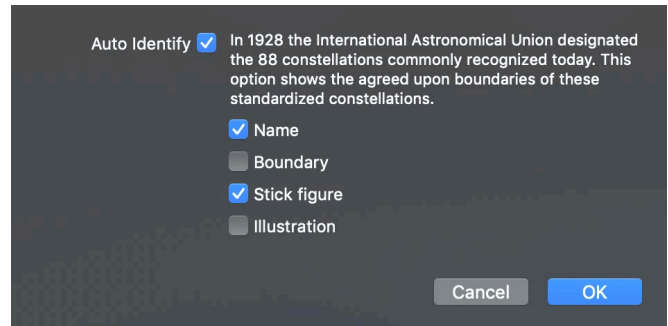 Auto Identify In 1928 the International Astronomical Union designated
the 88 constellations commonly recognized today. This
option shows the agreed upon boundaries of these
standardized constellations.
Name
Boundary
Stick figure
Illustration
Cancel OK